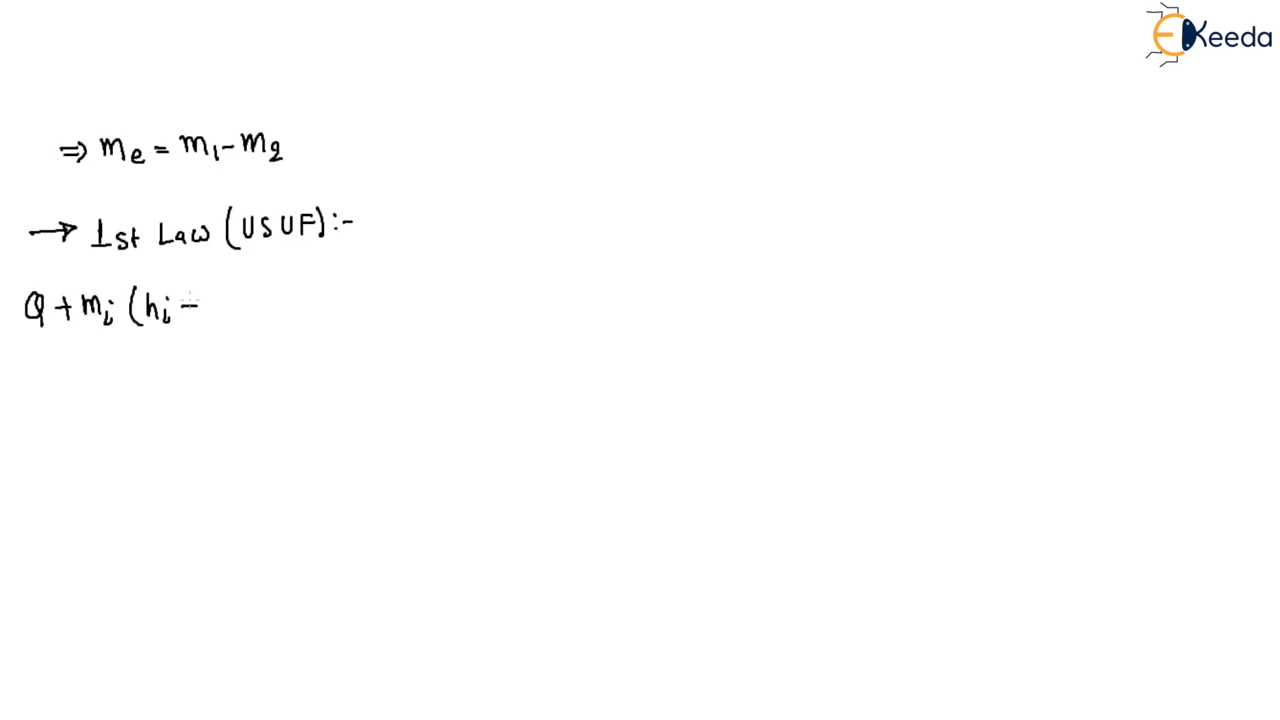 EKeeda
⇒ me = m1 - m2
→ 1st Law (USUF):-
Q + mi (hi -